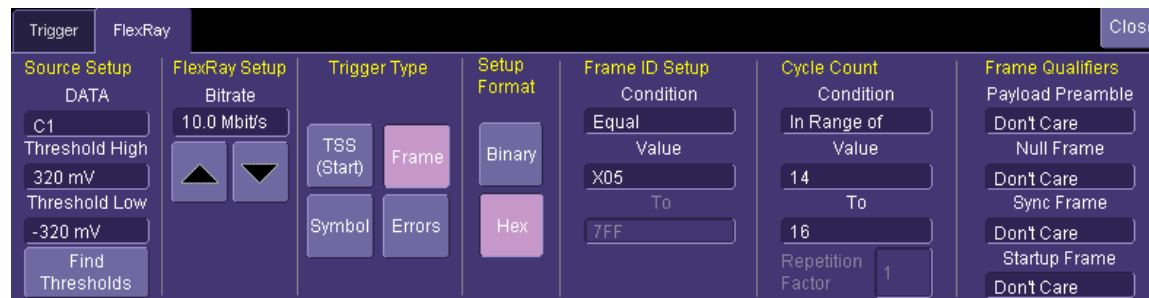 Trigger
FlexRay
Close
Source Setup
DATA
C1
Threshold High
320 mV
Threshold Low
-320 mV
Find
Thresholds
FlexRay Setup
Bitrate
10.0 Mbit/s
Trigger Type
TSS
(Start)
Frame
Symbol
Errors
Setup
Format
Binary
Hex
Frame ID Setup
Condition
Equal
Value
X05
To
7FF
Cycle Count
Condition
In Range of
Value
14
To
16
Repetition
Factor
1
Frame Qualifiers
Payload Preamble
Don't Care
Null Frame
Don't Care
Sync Frame
Don't Care
Startup Frame
Don't Care